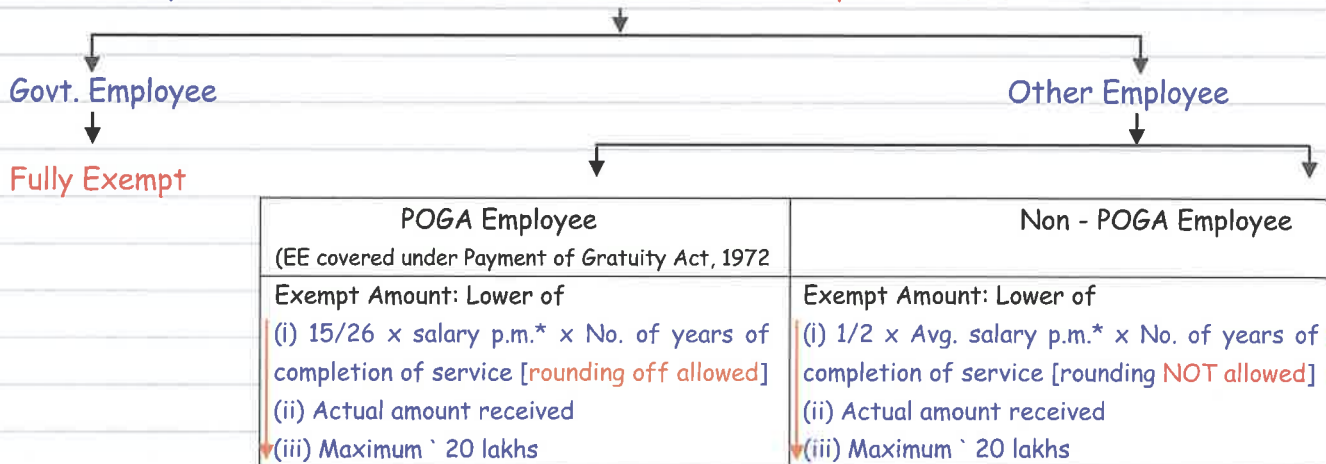 Govt. Employee
Other Employee
Fully Exempt
POGA Employee
(EE covered under Payment of Gratuity Act, 1972
Non - POGA Employee
Exempt Amount: Lower of
(i) 15/26 x salary p.m.* x No. of years of
completion of service [rounding off allowed]
(ii) Actual amount received
(iii) Maximum ` 20 lakhs
Exempt Amount: Lower of
(i) 1/2 x Avg. salary p.m.* x No. of years of
completion of service [rounding NOT allowed]
(ii) Actual amount received
(iii) Maximum ` 20 lakhs